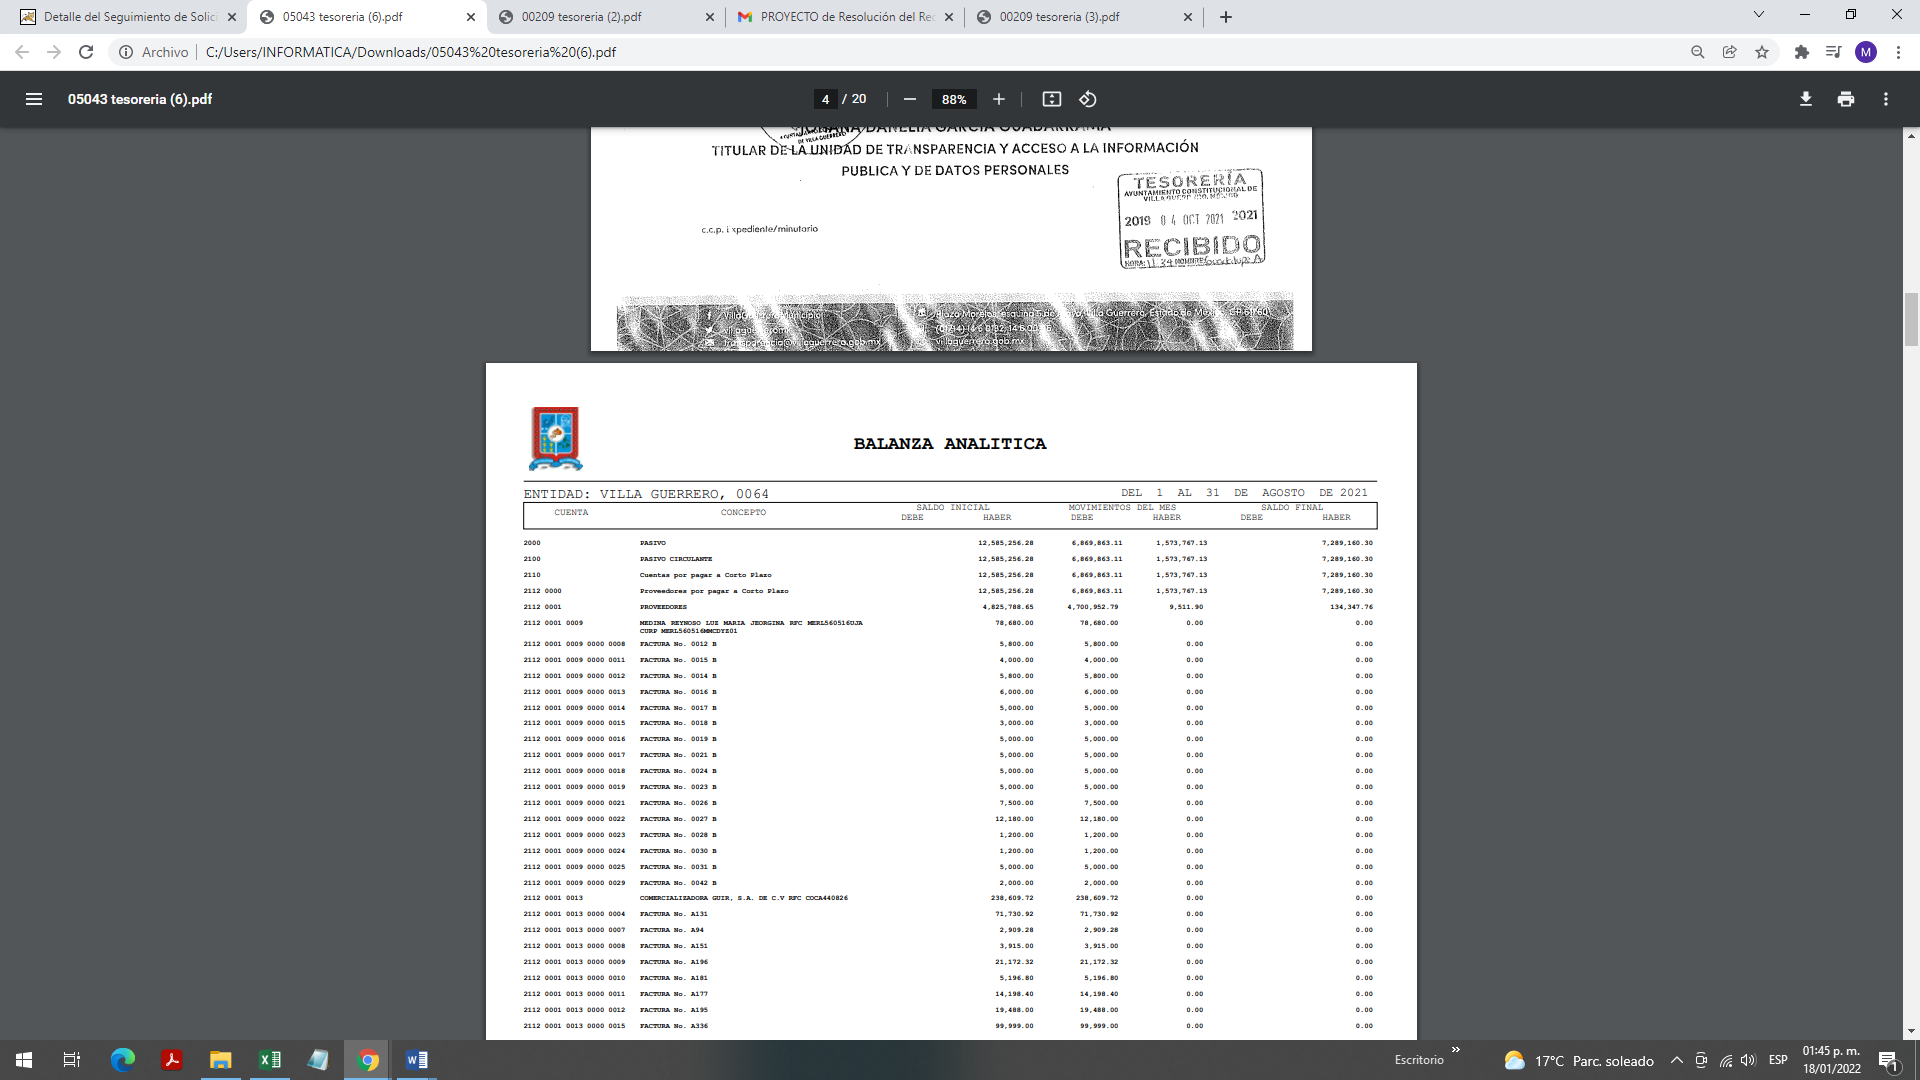 Detalle del Seguimiento de Solici
05043 tesoreria (6).pdf
00209 tesoreria (2).pdf
PROYECTO de Resolución del Rec
00209 tesoreria (3).pdf
Archivo
C:/Users/INFORMATICA/Downloads/05043%20tesoreria%20(6).pdf
M
05043 tesoreria (6).pdf
4 / 20
88%
DANELIA GARCIA GUADARRAMA
DE VILLA GUERRERO
TITULAR DE LA UNIDAD DE TRANSPARENCIA Y ACCESO A LA INFORMACIÓN
PUBLICA Y DE DATOS PERSONALES
TESORERÍA
AYUNTAMIENTO CONSTITUCIONAL DE
2019 04 OCT 2021 2021
RECIBIDO
c.c.p. Expediente/minutario
BALANZA ANALITICA
ENTIDAD: VILLA GUERRERO, 0064 DEL 1 AL 31 DE AGOSTO DE 2021
CUENTA CONCEPTO SALDO INICIAL MOVIMIENTOS DEL MES SALDO FINAL
DEBE HABER DEBE HABER DEBE HABER
2000 PASIVO 12,585,256.28 6,869,863.11 1,573,767.13 7,289,160.30
2100 PASIVO CIRCULANTE 12,585,256.28 6,869,863.11 1,573,767.13 7,289,160.30
2110 Cuentas por pagar a Corto Plazo 12,585,256.28 6,869,863.11 1,573,767.13 7,289,160.30
2112 0000 Proveedores por pagar a Corto Plazo 12,585,256.28 6,869,863.11 1,573,767.13 7,289,160.30
2112 0001 PROVEEDORES 4,825,788.65 4,700,952.79 9,511.90 134,347.76
2112 0001 0009 MEDINA REYNOSO LUZ MARIA JEORGINA RFC MERL560516UJA 78,680.00 78,680.00 0.00 0.00
CURP MERL560516MMCDYZ01
2112 0001 0009 0000 0008 FACTURA No. 0012 B 5,800.00 5,800.00 0.00 0.00
2112 0001 0009 0000 0011 FACTURA No. 0015 B 4,000.00 4,000.00 0.00 0.00
2112 0001 0009 0000 0012 FACTURA No. 0014 B 5,800.00 5,800.00 0.00 0.00
2112 0001 0009 0000 0013 FACTURA No. 0016 B 6,000.00 6,000.00 0.00 0.00
2112 0001 0009 0000 0014 FACTURA No. 0017 B 5,000.00 5,000.00 0.00 0.00
2112 0001 0009 0000 0015 FACTURA No. 0018 B 3,000.00 3,000.00 0.00 0.00
2112 0001 0009 0000 0016 FACTURA No. 0019 B 5,000.00 5,000.00 0.00 0.00
2112 0001 0009 0000 0017 FACTURA No. 0021 B 5,000.00 5,000.00 0.00 0.00
2112 0001 0009 0000 0018 FACTURA No. 0024 B 5,000.00 5,000.00 0.00 0.00
2112 0001 0009 0000 0019 FACTURA No. 0023 B 5,000.00 5,000.00 0.00 0.00
2112 0001 0009 0000 0021 FACTURA No. 0026 B 7,500.00 7,500.00 0.00 0.00
2112 0001 0009 0000 0022 FACTURA No. 0027 B 12,180.00 12,180.00 0.00 0.00
2112 0001 0009 0000 0023 FACTURA No. 0028 B 1,200.00 1,200.00 0.00 0.00
2112 0001 0009 0000 0024 FACTURA No. 0030 B 1,200.00 1,200.00 0.00 0.00
2112 0001 0009 0000 0025 FACTURA No. 0031 B 5,000.00 5,000.00 0.00 0.00
2112 0001 0009 0000 0029 FACTURA No. 0042 B 2,000.00 2,000.00 0.00 0.00
2112 0001 0013 COMERCIALIZADORA GUIR, S.A. DE C.V RFC COCA440826 238,609.72 238,609.72 0.00 0.00
2112 0001 0013 0000 0004 FACTURA No. A131 71,730.92 71,730.92 0.00 0.00
2112 0001 0013 0000 0007 FACTURA No. A94 2,909.28 2,909.28 0.00 0.00
2112 0001 0013 0000 0008 FACTURA No. A151 3,915.00 3,915.00 0.00 0.00
2112 0001 0013 0000 0009 FACTURA No. A196 21,172.32 21,172.32 0.00 0.00
2112 0001 0013 0000 0010 FACTURA No. A181 5,196.80 5,196.80 0.00 0.00
2112 0001 0013 0000 0011 FACTURA No. A177 14,198.40 14,198.40 0.00 0.00
2112 0001 0013 0000 0012 FACTURA No. A195 19,488.00 19,488.00 0.00 0.00
2112 0001 0013 0000 0015 FACTURA No. A336 99,999.00 99,999.00 0.00 0.00
Escritorio
17°C Parc. soleado
ESP
01:45 p. m.
18/01/2022
1